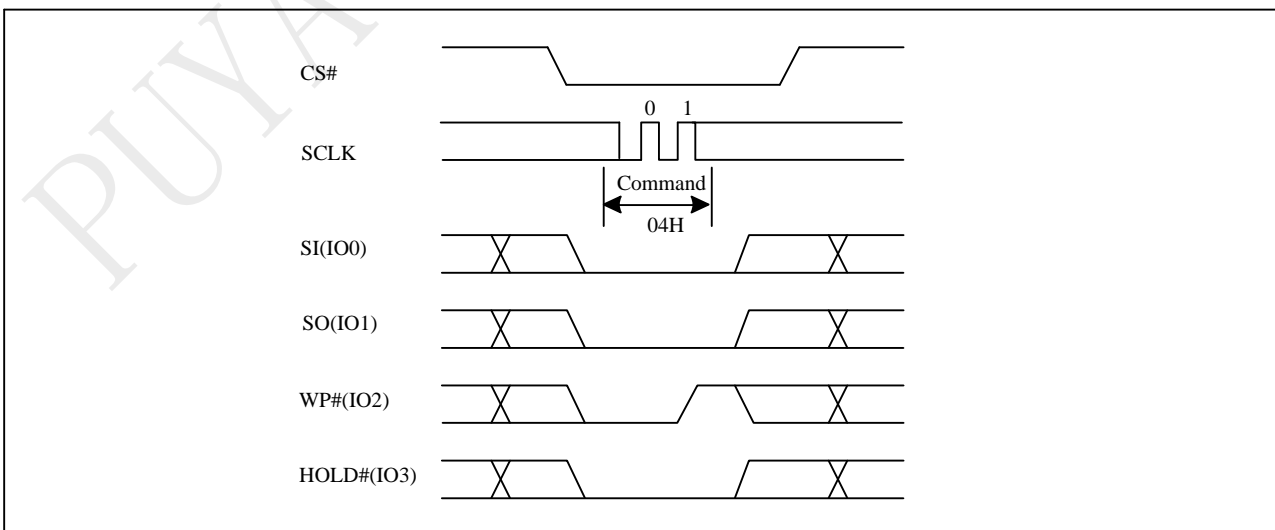 PUYA
CS#
0 1
SCLK
Command
04H
SI(IO0)
SO(IO1)
WP#(IO2)
HOLD#(IO3)